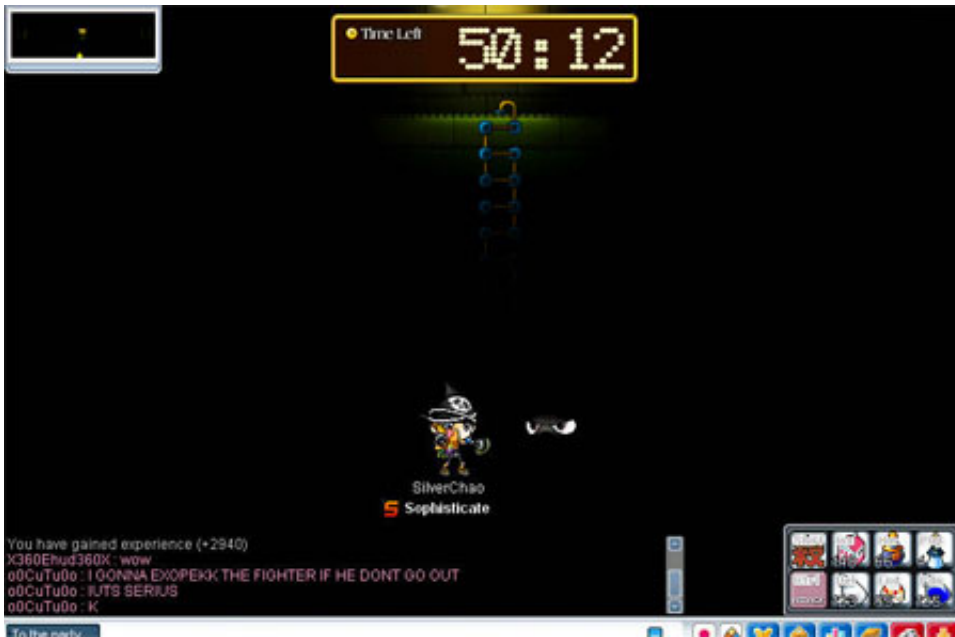 Time Left
50:12
SilverChao
Sophisticate
You have gained experience (+2940)
X360Ehud360X : wow
o0CuTu0o : I GONNA EXOPEKK THE FIGHTER IF HE DONT GO OUT
o0CuTu0o : IUTS SERIUS
o0CuTu0o : K
To the party